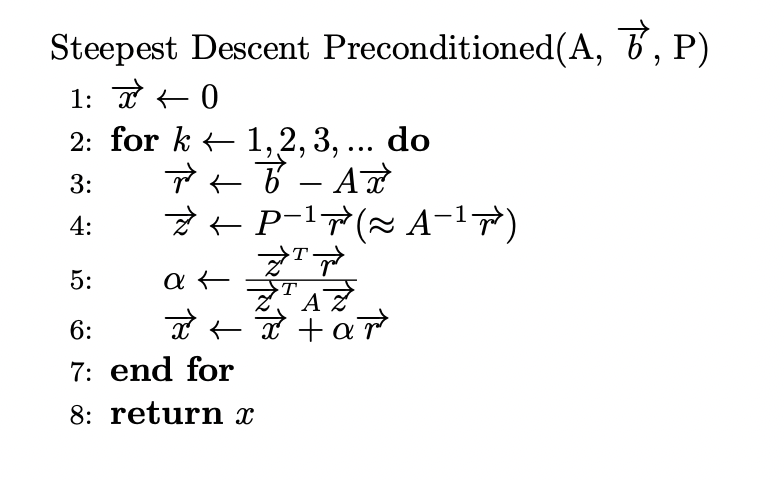 Steepest Descent Preconditioned(A, $\overrightarrow{b}$, P)
1: $\overrightarrow{x} \leftarrow 0$
2: for $k \leftarrow 1, 2, 3, ...$ do
3: $\overrightarrow{r} \leftarrow \overrightarrow{b} - A\overrightarrow{x}$
4: $\overrightarrow{z} \leftarrow P^{-1}\overrightarrow{r}(\approx A^{-1}\overrightarrow{r})$
5: $\alpha \leftarrow \frac{\overrightarrow{z}^T\overrightarrow{r}}{\overrightarrow{z}^T A\overrightarrow{z}}$
6: $\overrightarrow{x} \leftarrow \overrightarrow{x} + \alpha\overrightarrow{r}$
7: end for
8: return $x$